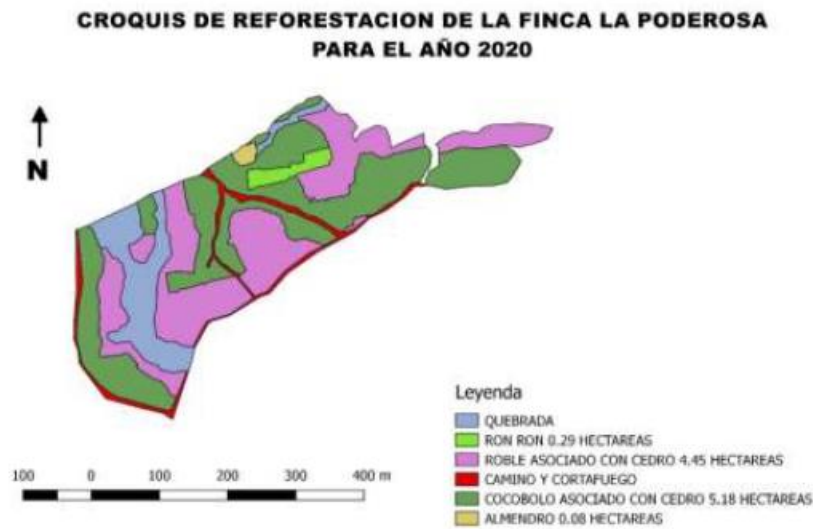 CROQUIS DE REFORESTACION DE LA FINCA LA PODEROSA
PARA EL AÑO 2020
N
Leyenda
QUEBRADA
RON RON 0.29 HECTAREAS
ROBLE ASOCIADO CON CEDRO 4.45 HECTAREAS
CAMINO Y CORTAFUEGO
COCOBOLO ASOCIADO CON CEDRO 5.18 HECTAREAS
ALMENDRO 0.08 HECTAREAS
100 0 100 200 300 400 m